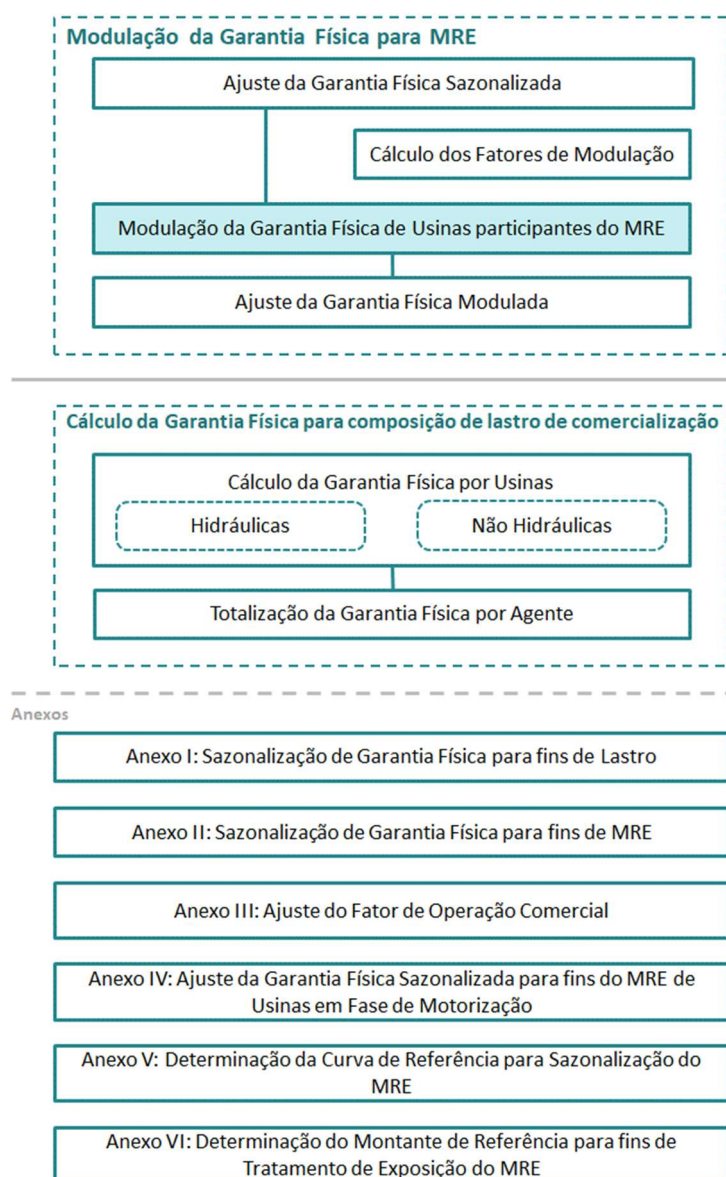 Modulação da Garantia Física para MRE
Ajuste da Garantia Física Sazonalizada
Cálculo dos Fatores de Modulação
Modulação da Garantia Física de Usinas participantes do MRE
Ajuste da Garantia Física Modulada
Cálculo da Garantia Física para composição de lastro de comercialização
Cálculo da Garantia Física por Usinas
Hidráulicas
Não Hidráulicas
Totalização da Garantia Física por Agente
Anexos
Anexo I: Sazonalização de Garantia Física para fins de Lastro
Anexo II: Sazonalização de Garantia Física para fins de MRE
Anexo III: Ajuste do Fator de Operação Comercial
Anexo IV: Ajuste da Garantia Física Sazonalizada para fins do MRE de
Usinas em Fase de Motorização
Anexo V: Determinação da Curva de Referência para Sazonalização do
MRE
Anexo VI: Determinação do Montante de Referência para fins de
Tratamento de Exposição do MRE